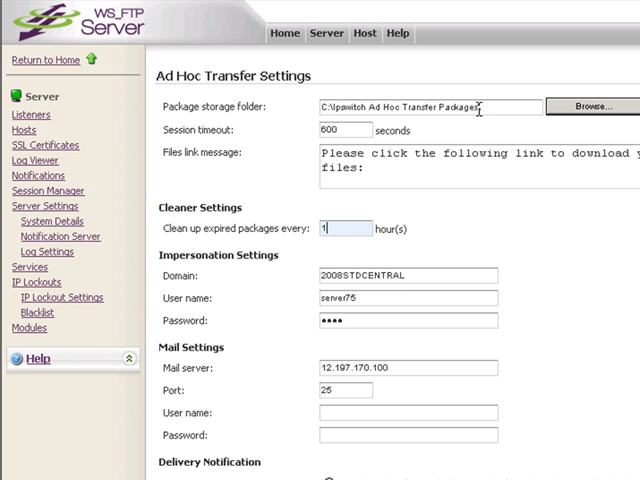 WS_FTP
Server
Home Server Host Help
Return to Home
Ad Hoc Transfer Settings
Server
Listeners
Hosts
SSL Certificates
Log Viewer
Notifications
Session Manager
Server Settings
System Details
Notification Server
Log Settings
Services
IP Lockouts
IP Lockout Settings
Blacklist
Modules
Help
Package storage folder: C:\Ipswitch Ad Hoc Transfer Packages Browse...
Session timeout: 600 seconds
Files link message: Please click the following link to download
files:
Cleaner Settings
Clean up expired packages every: 1 hour(s)
Impersonation Settings
Domain: 2008STDCENTRAL
User name: server75
Password: ••••
Mail Settings
Mail server: 12.197.170.100
Port: 25
User name:
Password:
Delivery Notification